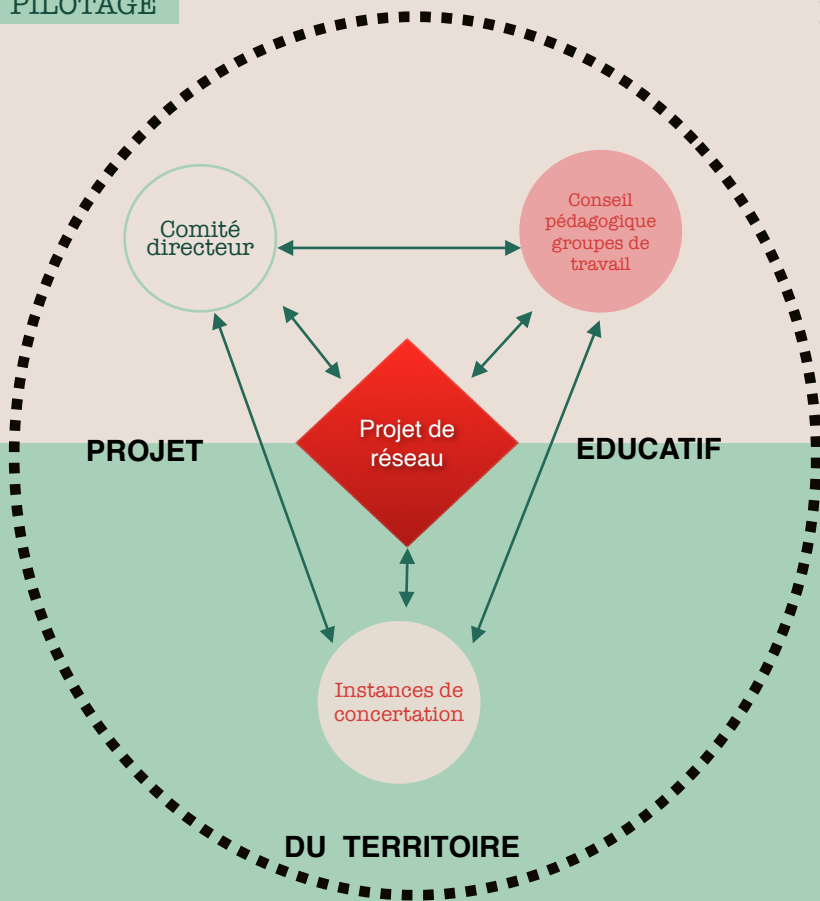 PILOTAGE
Comité
directeur
Conseil
pédagogique
groupes de
travail
Projet de
réseau
PROJET
EDUCATIF
Instances de
concertation
DU TERRITOIRE